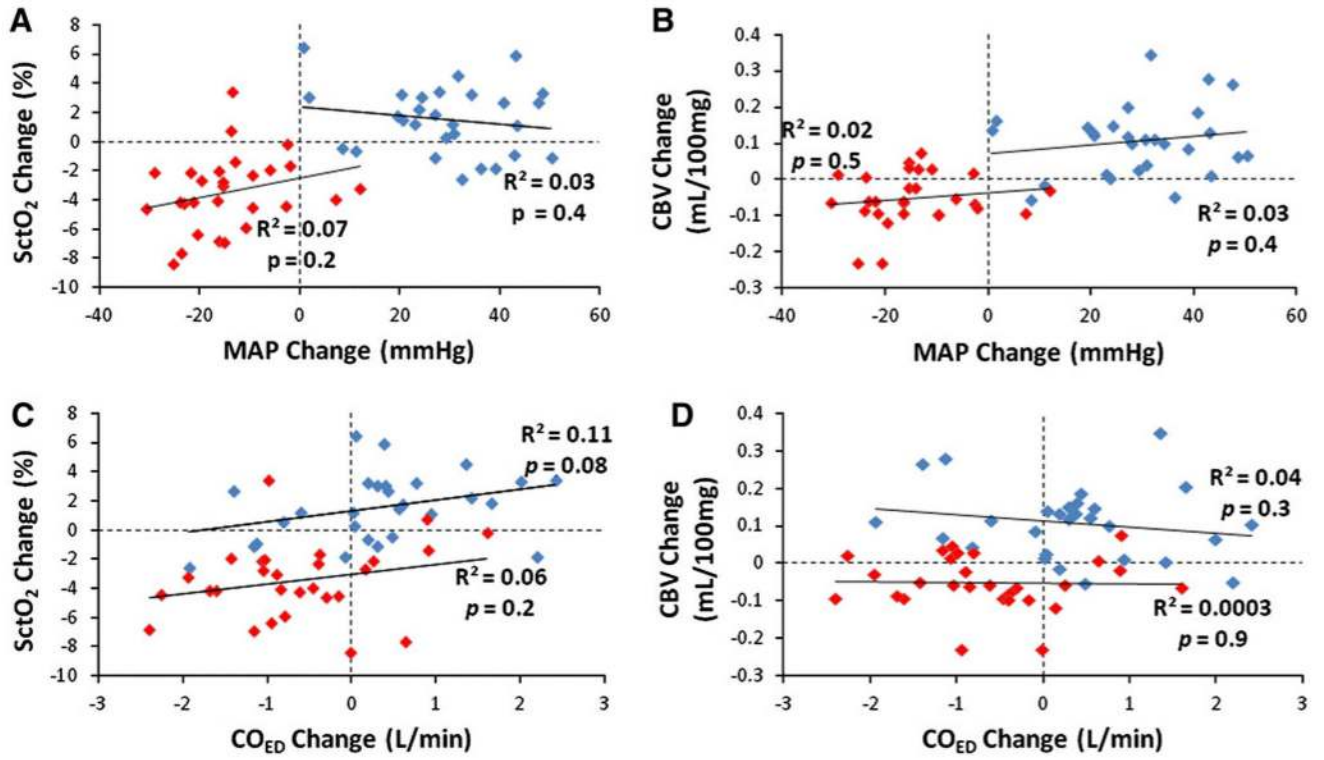 A
SctO₂ Change (%)
8
6
4
2
0
-2
-4
-6
-8
-10
R² = 0.03
p = 0.4
R² = 0.07
p = 0.2
-40 -20 0 20 40 60
MAP Change (mmHg)
B
CBV Change
(mL/100mg)
0.4
0.3
0.2
0.1
0
-0.1
-0.2
-0.3
R² = 0.02
p = 0.5
R² = 0.03
p = 0.4
-40 -20 0 20 40 60
MAP Change (mmHg)
C
SctO₂ Change (%)
8
6
4
2
0
-2
-4
-6
-8
-10
R² = 0.11
p = 0.08
R² = 0.06
p = 0.2
-3 -2 -1 0 1 2 3
CO_ED Change (L/min)
D
CBV Change
(mL/100mg)
0.4
0.3
0.2
0.1
0
-0.1
-0.2
-0.3
R² = 0.04
p = 0.3
R² = 0.0003
p = 0.9
-3 -2 -1 0 1 2 3
CO_ED Change (L/min)